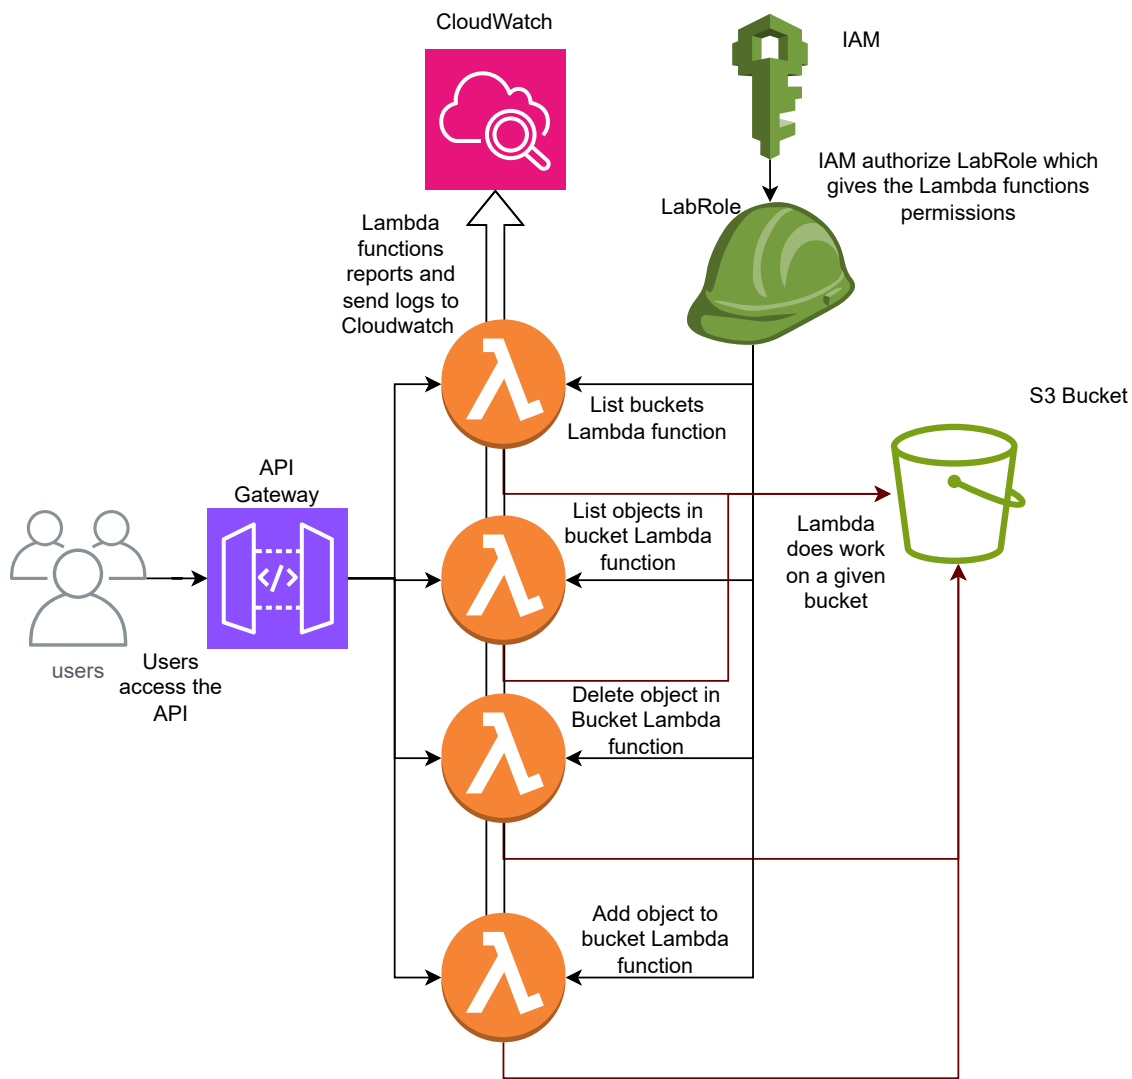 CloudWatch
IAM
IAM authorize LabRole which
gives the Lambda functions
permissions
LabRole
Lambda
functions
reports and
send logs to
Cloudwatch
List buckets
Lambda function
S3 Bucket
API
Gateway
</>
List objects in
bucket Lambda
function
Lambda
does work
on a given
bucket
users
Users
access the
API
Delete object in
Bucket Lambda
function
Add object to
bucket Lambda
function